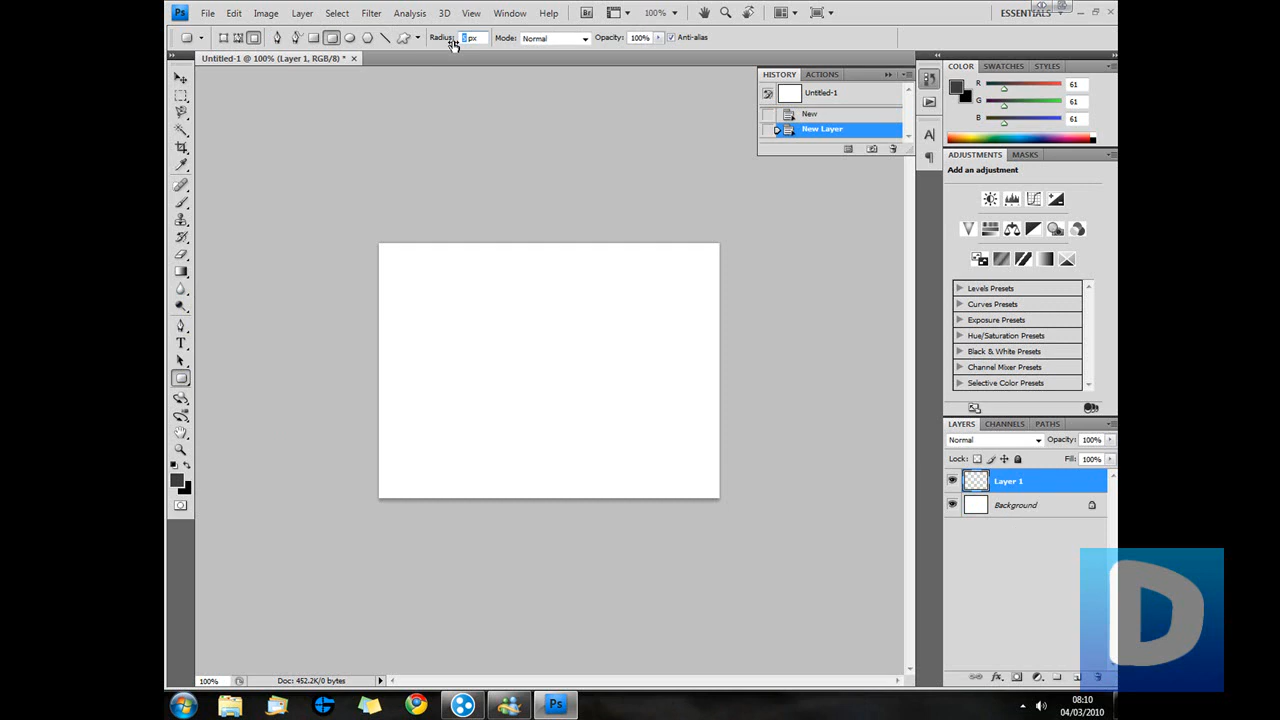 Ps File Edit Image Layer Select Filter Analysis 3D View Window Help Br 100% ESSENTIALS
Radius: px Mode: Normal Opacity: 100% Anti-alias
Untitled-1 @ 100% (Layer 1, RGB/8) *
HISTORY ACTIONS
Untitled-1
New
New Layer
COLOR SWATCHES STYLES
R 61
G 61
B 61
ADJUSTMENTS MASKS
Add an adjustment
Levels Presets
Curves Presets
Exposure Presets
Hue/Saturation Presets
Black & White Presets
Channel Mixer Presets
Selective Color Presets
LAYERS CHANNELS PATHS
Normal Opacity: 100%
Lock: Fill: 100%
Layer 1
Background
D
100% Doc: 452.2K/0 bytes
Ps
08:10
04/03/2010